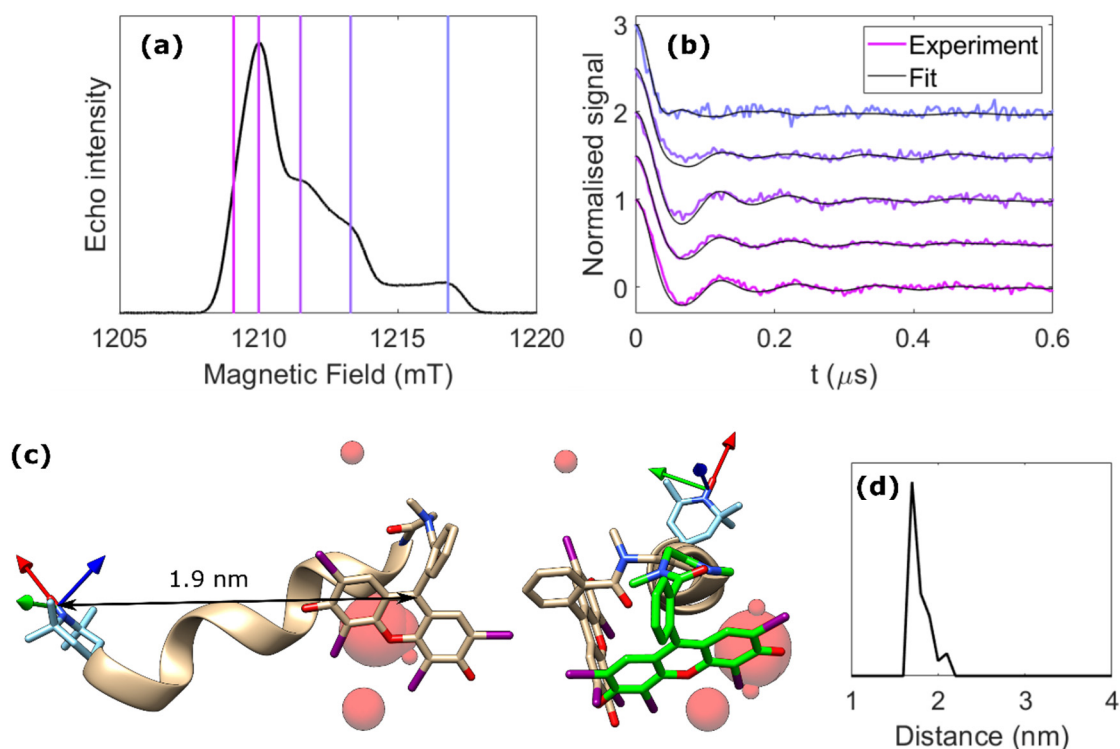 (a)
Echo intensity
1205
1210
1215
1220
Magnetic Field (mT)
(b)
Experiment
Fit
Normalised signal
3
2
1
0
0
0.2
0.4
0.6
t (μs)
(c)
1.9 nm
(d)
1
2
3
4
Distance (nm)